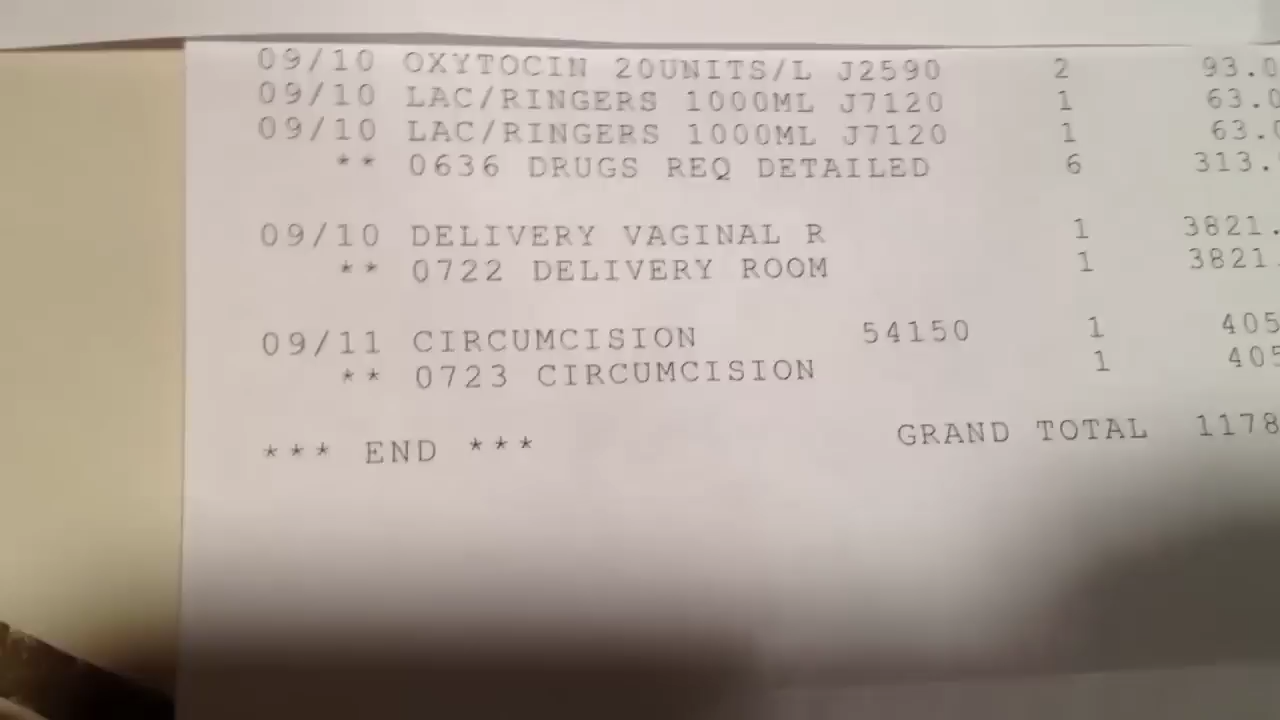 09/10 OXYTOCIN 20UNITS/L J2590 2 93.0
09/10 LAC/RINGERS 1000ML J7120 1 63.0
09/10 LAC/RINGERS 1000ML J7120 1 63.0
** 0636 DRUGS REQ DETAILED 6 313.
09/10 DELIVERY VAGINAL R 1 3821.
** 0722 DELIVERY ROOM 1 3821.
09/11 CIRCUMCISION 54150 1 405
** 0723 CIRCUMCISION 1 405
*** END *** GRAND TOTAL 1178